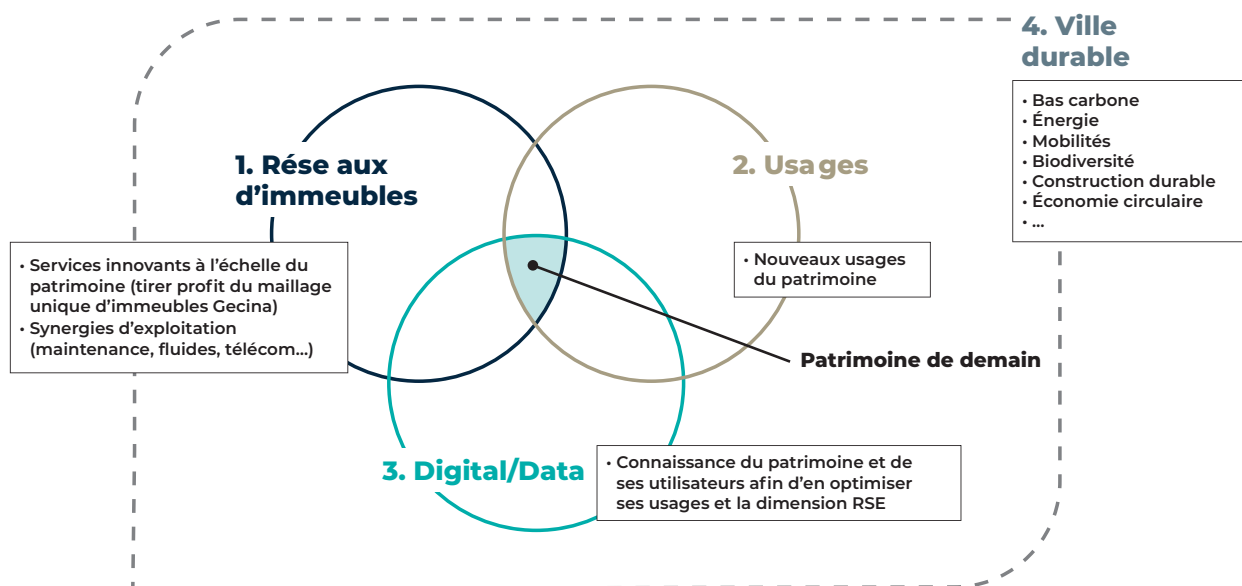 4. Ville
durable
• Bas carbone
• Énergie
• Mobilités
• Biodiversité
• Construction durable
• Économie circulaire
• ...
1. Rése aux
d’immeubles
2. Usages
• Services innovants à l’échelle du
patrimoine (tirer profit du maillage
unique d’immeubles Gecina)
• Synergies d’exploitation
(maintenance, fluides, télécom...)
• Nouveaux usages
du patrimoine
Patrimoine de demain
3. Digital/Data
• Connaissance du patrimoine et de
ses utilisateurs afin d’en optimiser
ses usages et la dimension RSE